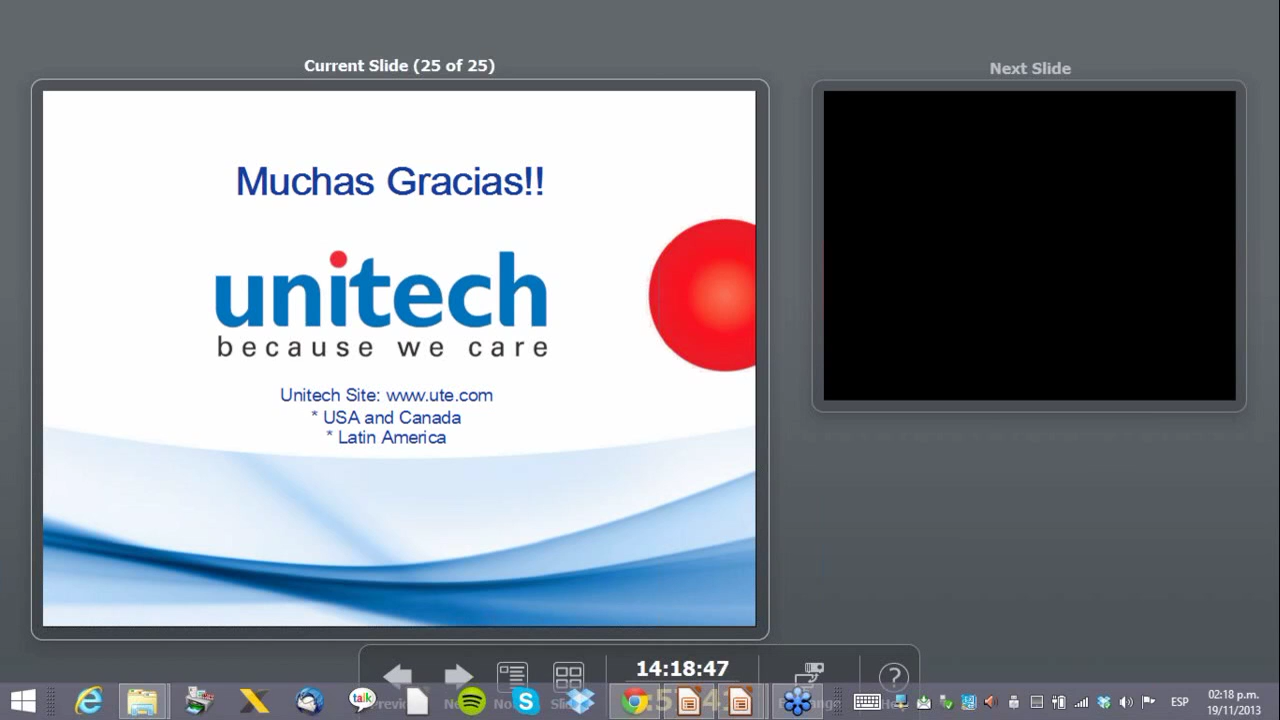 Current Slide (25 of 25)
Next Slide
Muchas Gracias!!
unitech
because we care
Unitech Site: www.ute.com
* USA and Canada
* Latin America
14:18:47
talk
ESP
02:18 p.m.
19/11/2013